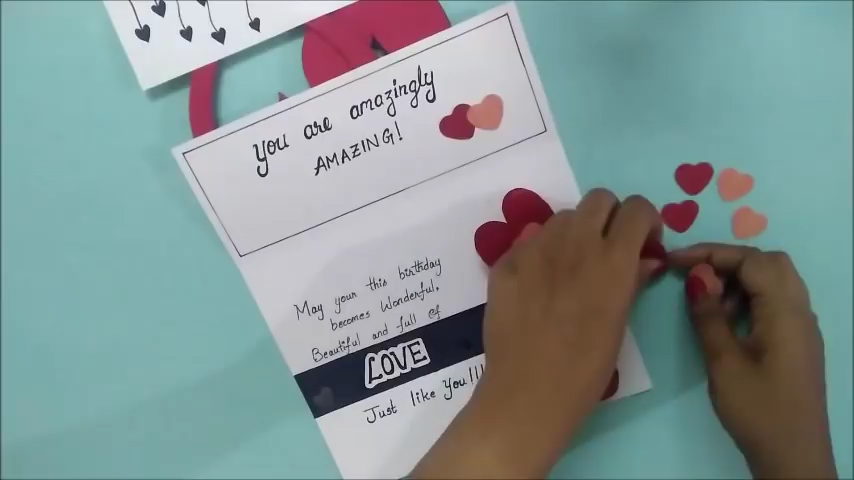 you are amazingly
AMAZING!
May your this birthday
becomes Wonderful,
Beautiful and full of
LOVE
Just like You!!!